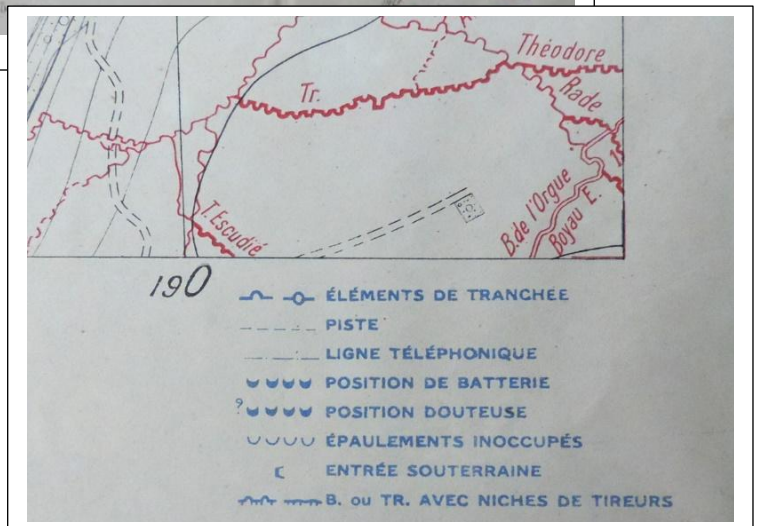 Théodore
Tr.
Rade
T. Escudié
B. de l'Orgue
Boyau E.
190
ÉLÉMENTS DE TRANCHÉE
PISTE
LIGNE TÉLÉPHONIQUE
POSITION DE BATTERIE
? POSITION DOUTEUSE
ÉPAULEMENTS INOCCUPÉS
ENTRÉE SOUTERRAINE
B. OU TR. AVEC NICHES DE TIREURS